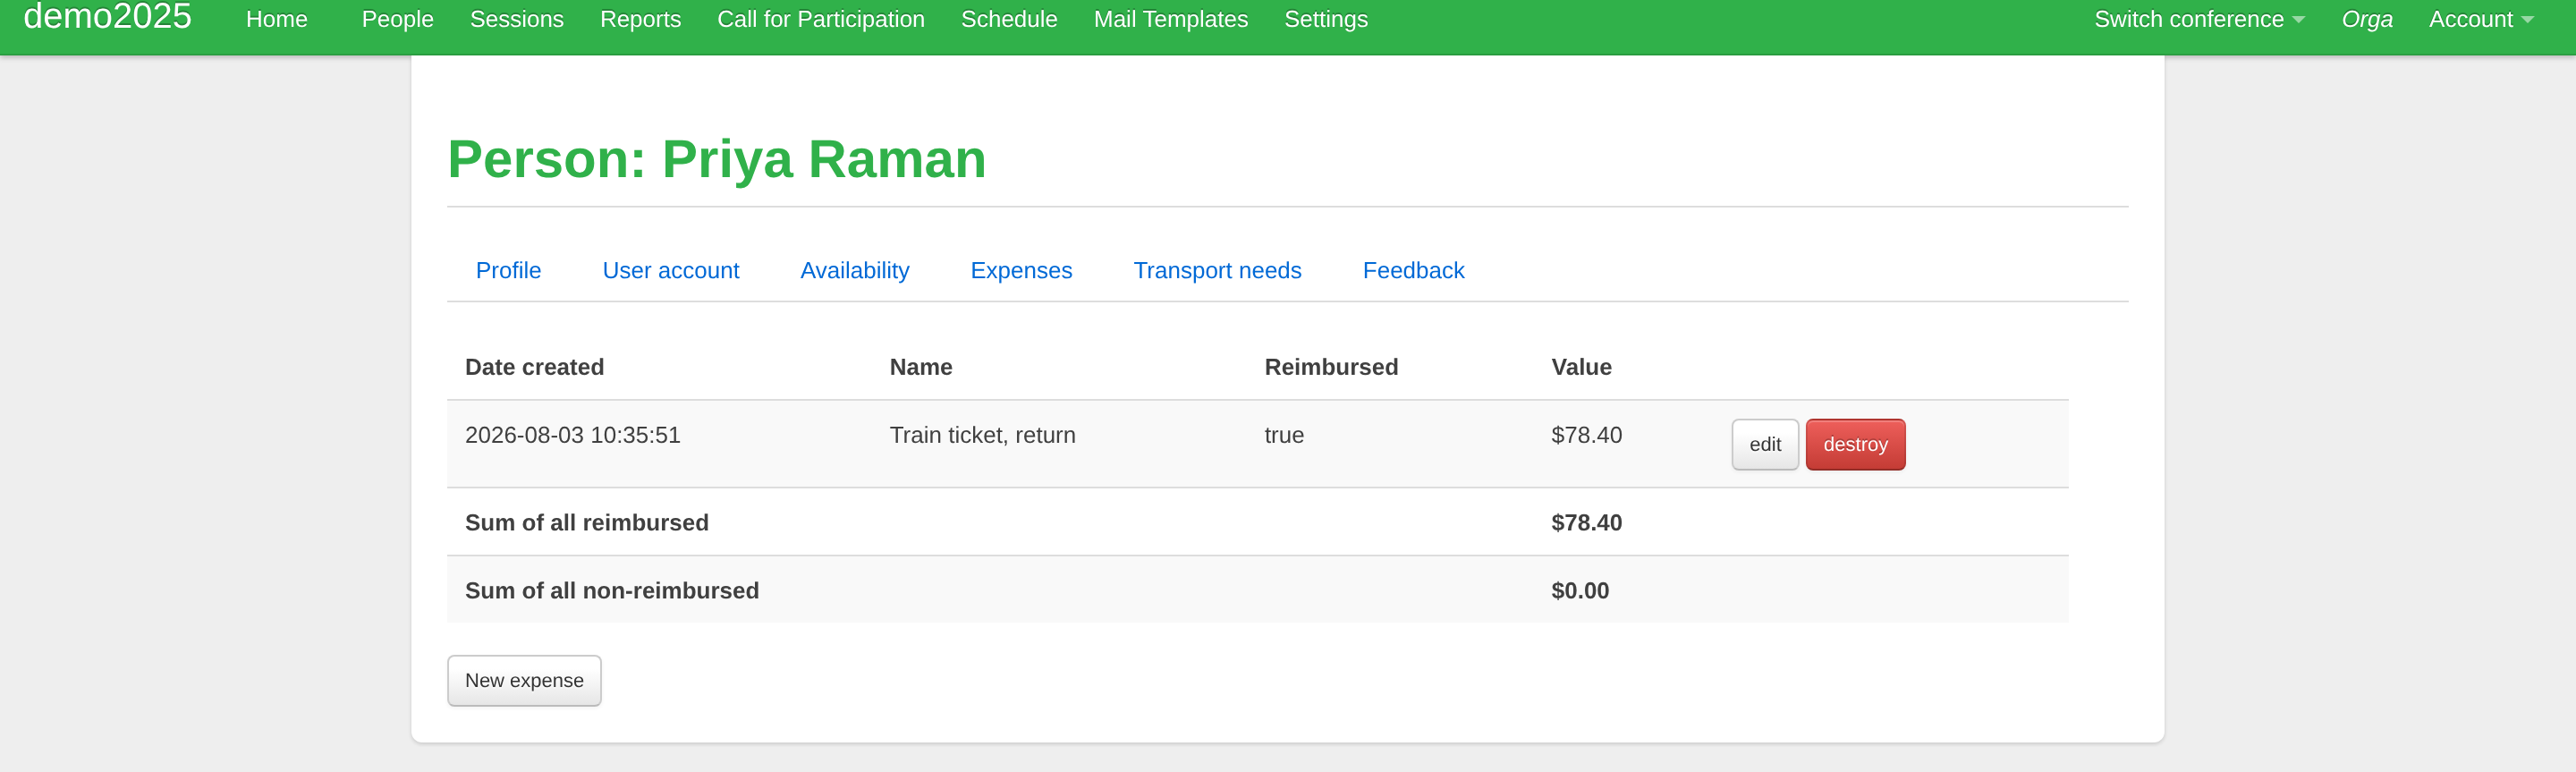 demo2025 Home People Sessions Reports Call for Participation Schedule Mail Templates Settings Switch conference Orga Account
Person: Priya Raman
Profile User account Availability Expenses Transport needs Feedback
Date created Name Reimbursed Value
2026-08-03 10:35:51 Train ticket, return true $78.40 edit destroy
Sum of all reimbursed $78.40
Sum of all non-reimbursed $0.00
New expense